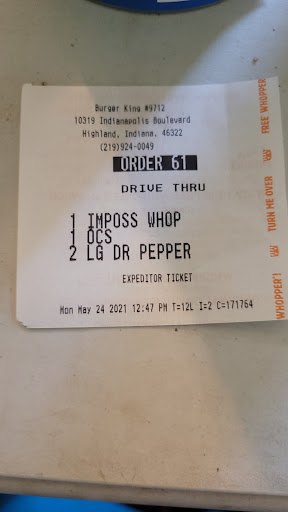 Burger King #9712
10319 Indianapolis Boulevard
Highland, Indiana, 46322
(219)924-0049
ORDER 61
DRIVE THRU
1 IMPOSS WHOP
1 OCS
2 LG DR PEPPER
EXPEDITOR TICKET
Mon May 24 2021 12:47 PM T=12L I=2 C=171764
WHOPPER!
TURN ME OVER
FREE WHOPPER